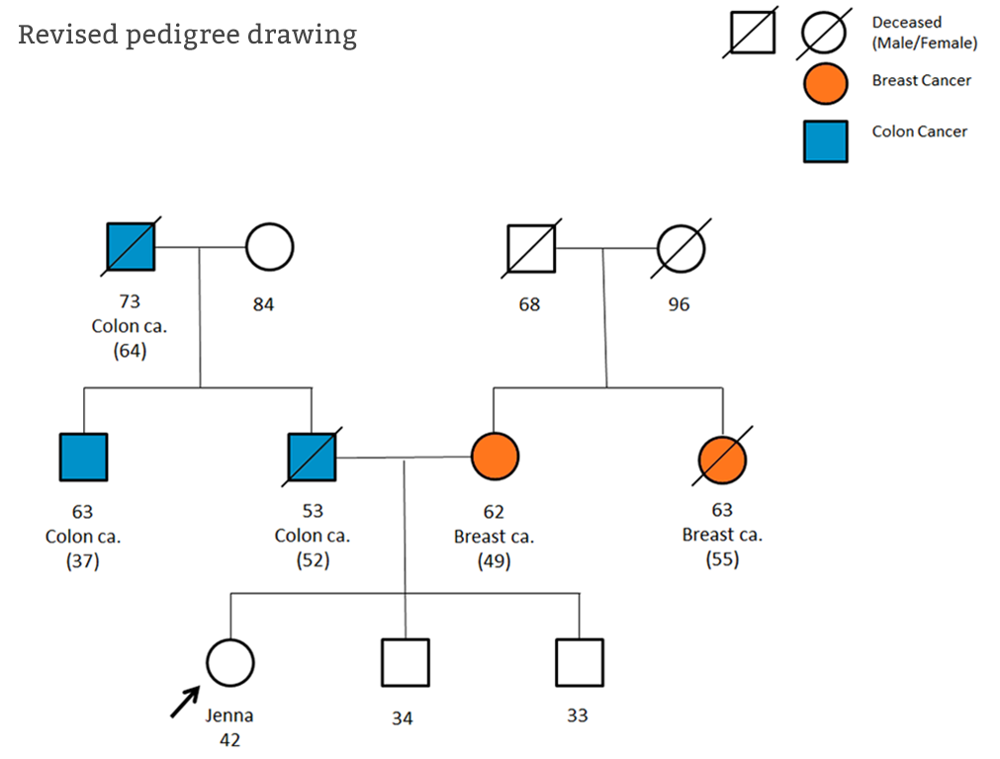 Revised pedigree drawing
Deceased
(Male/Female)
Breast Cancer
Colon Cancer
73
Colon ca.
(64)
84
68
96
63
Colon ca.
(37)
53
Colon ca.
(52)
62
Breast ca.
(49)
63
Breast ca.
(55)
Jenna
42
34
33